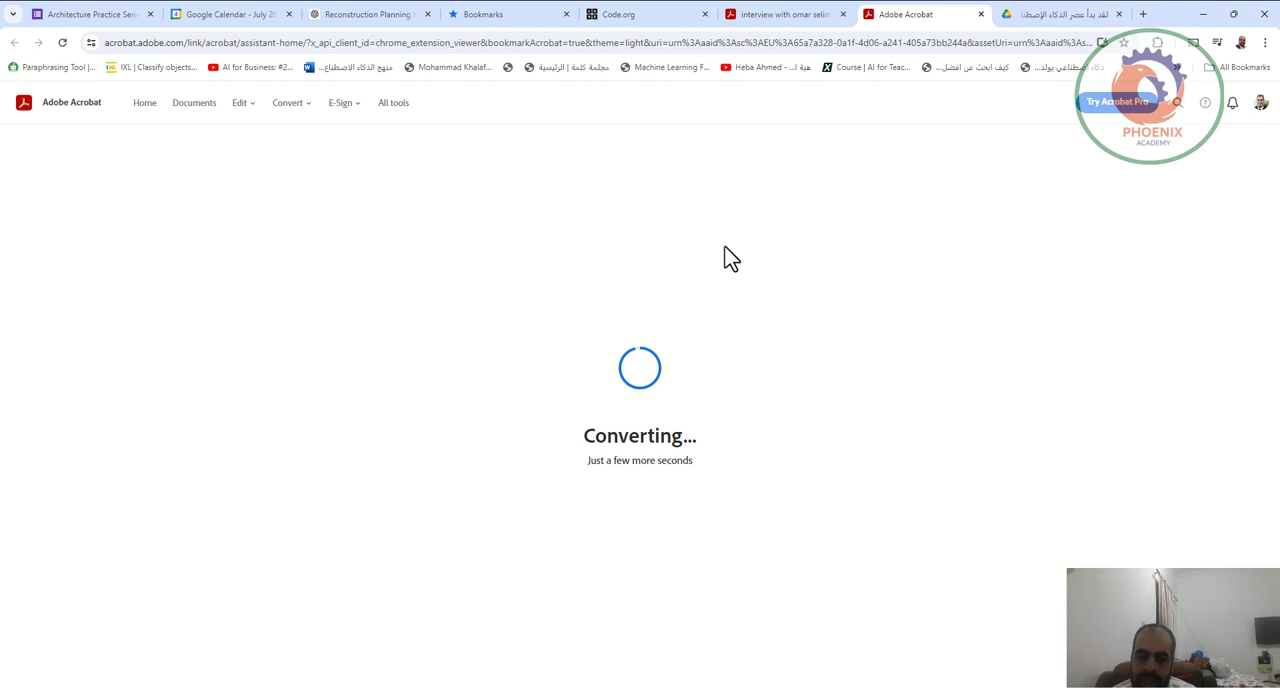 Architecture Practice Seri
Google Calendar - July 20
Reconstruction Planning
Bookmarks
Code.org
interview with omar selim
Adobe Acrobat
لقد بدأ عصر الذكاء الإصطنا
acrobat.adobe.com/link/acrobat/assistant-home/?x_api_client_id=chrome_extension_viewer&bookmarkAcrobat=true&theme=light&uri=urn%3Aaaid%3Asc%3AEU%3A65a7a328-0a1f-4d06-a241-405a73bb244a&assetUri=urn%3Aaaid%3As...
Paraphrasing Tool |...
IXL | Classify objects...
AI for Business: #2...
منهج الذكاء الاصطناع...
Mohammad Khalaf...
مجلمة كلمة | الرئيسية
Machine Learning F...
Heba Ahmed - هبة ا...
Course | AI for Teac...
كيف ابحث عن افضل...
ذكاء إصطناعي يولد...
All Bookmarks
Adobe Acrobat
Home
Documents
Edit
Convert
E-Sign
All tools
Try Acrobat Pro
PHOENIX
ACADEMY
Converting...
Just a few more seconds